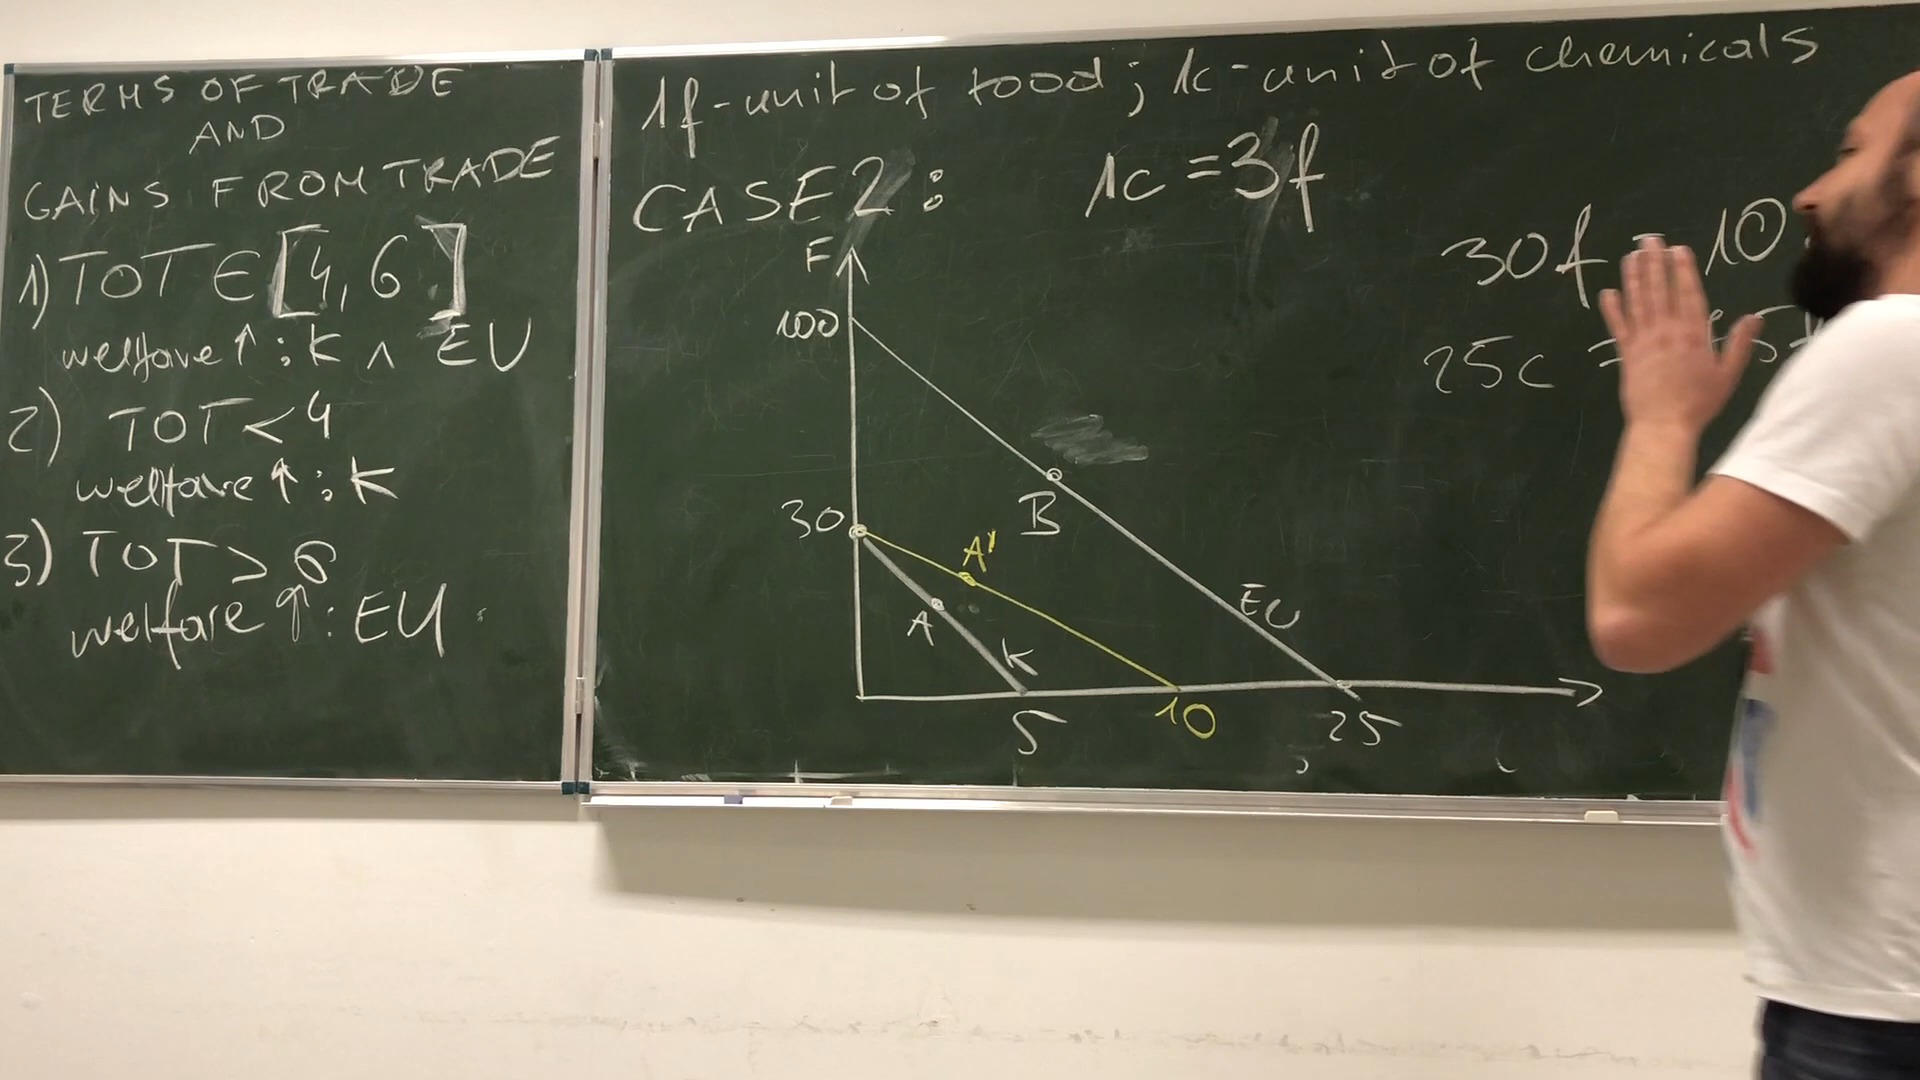 TERMS OF TRADE
AND
GAINS FROM TRADE
1) TOT ∈ [4, 6]
welfare ↑ : K ∧ EU
2) TOT < 4
welfare ↑ : K
3) TOT > 6
welfare ↑ : EU
1f - unit of food ; 1c - unit of chemicals
CASE 2 :
1c = 3f
30f = 10
25c =
F
100
B
30
A'
A
K
EU
5
10
25